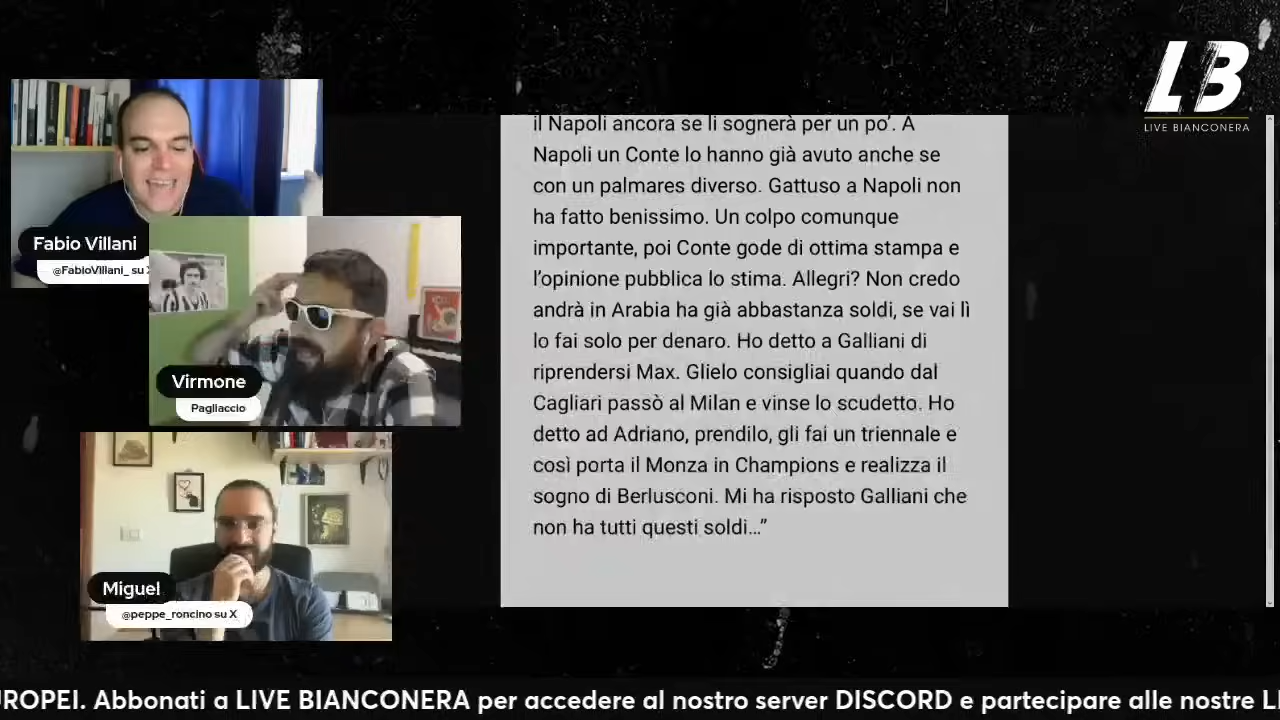 LB
LIVE BIANCONERA
Fabio Villani
@FabioVillani_ su
Virmone
Pagliaccio
Miguel
@peppe_roncino su X
il Napoli ancora se li sognerà per un po’. A
Napoli un Conte lo hanno già avuto anche se
con un palmares diverso. Gattuso a Napoli non
ha fatto benissimo. Un colpo comunque
importante, poi Conte gode di ottima stampa e
l’opinione pubblica lo stima. Allegri? Non credo
andrà in Arabia ha già abbastanza soldi, se vai lì
lo fai solo per denaro. Ho detto a Galliani di
riprendersi Max. Glielo consigliai quando dal
Cagliari passò al Milan e vinse lo scudetto. Ho
detto ad Adriano, prendilo, gli fai un triennale e
così porta il Monza in Champions e realizza il
sogno di Berlusconi. Mi ha risposto Galliani che
non ha tutti questi soldi…”
UROPEI. Abbonati a LIVE BIANCONERA per accedere al nostro server DISCORD e partecipare alle nostre L